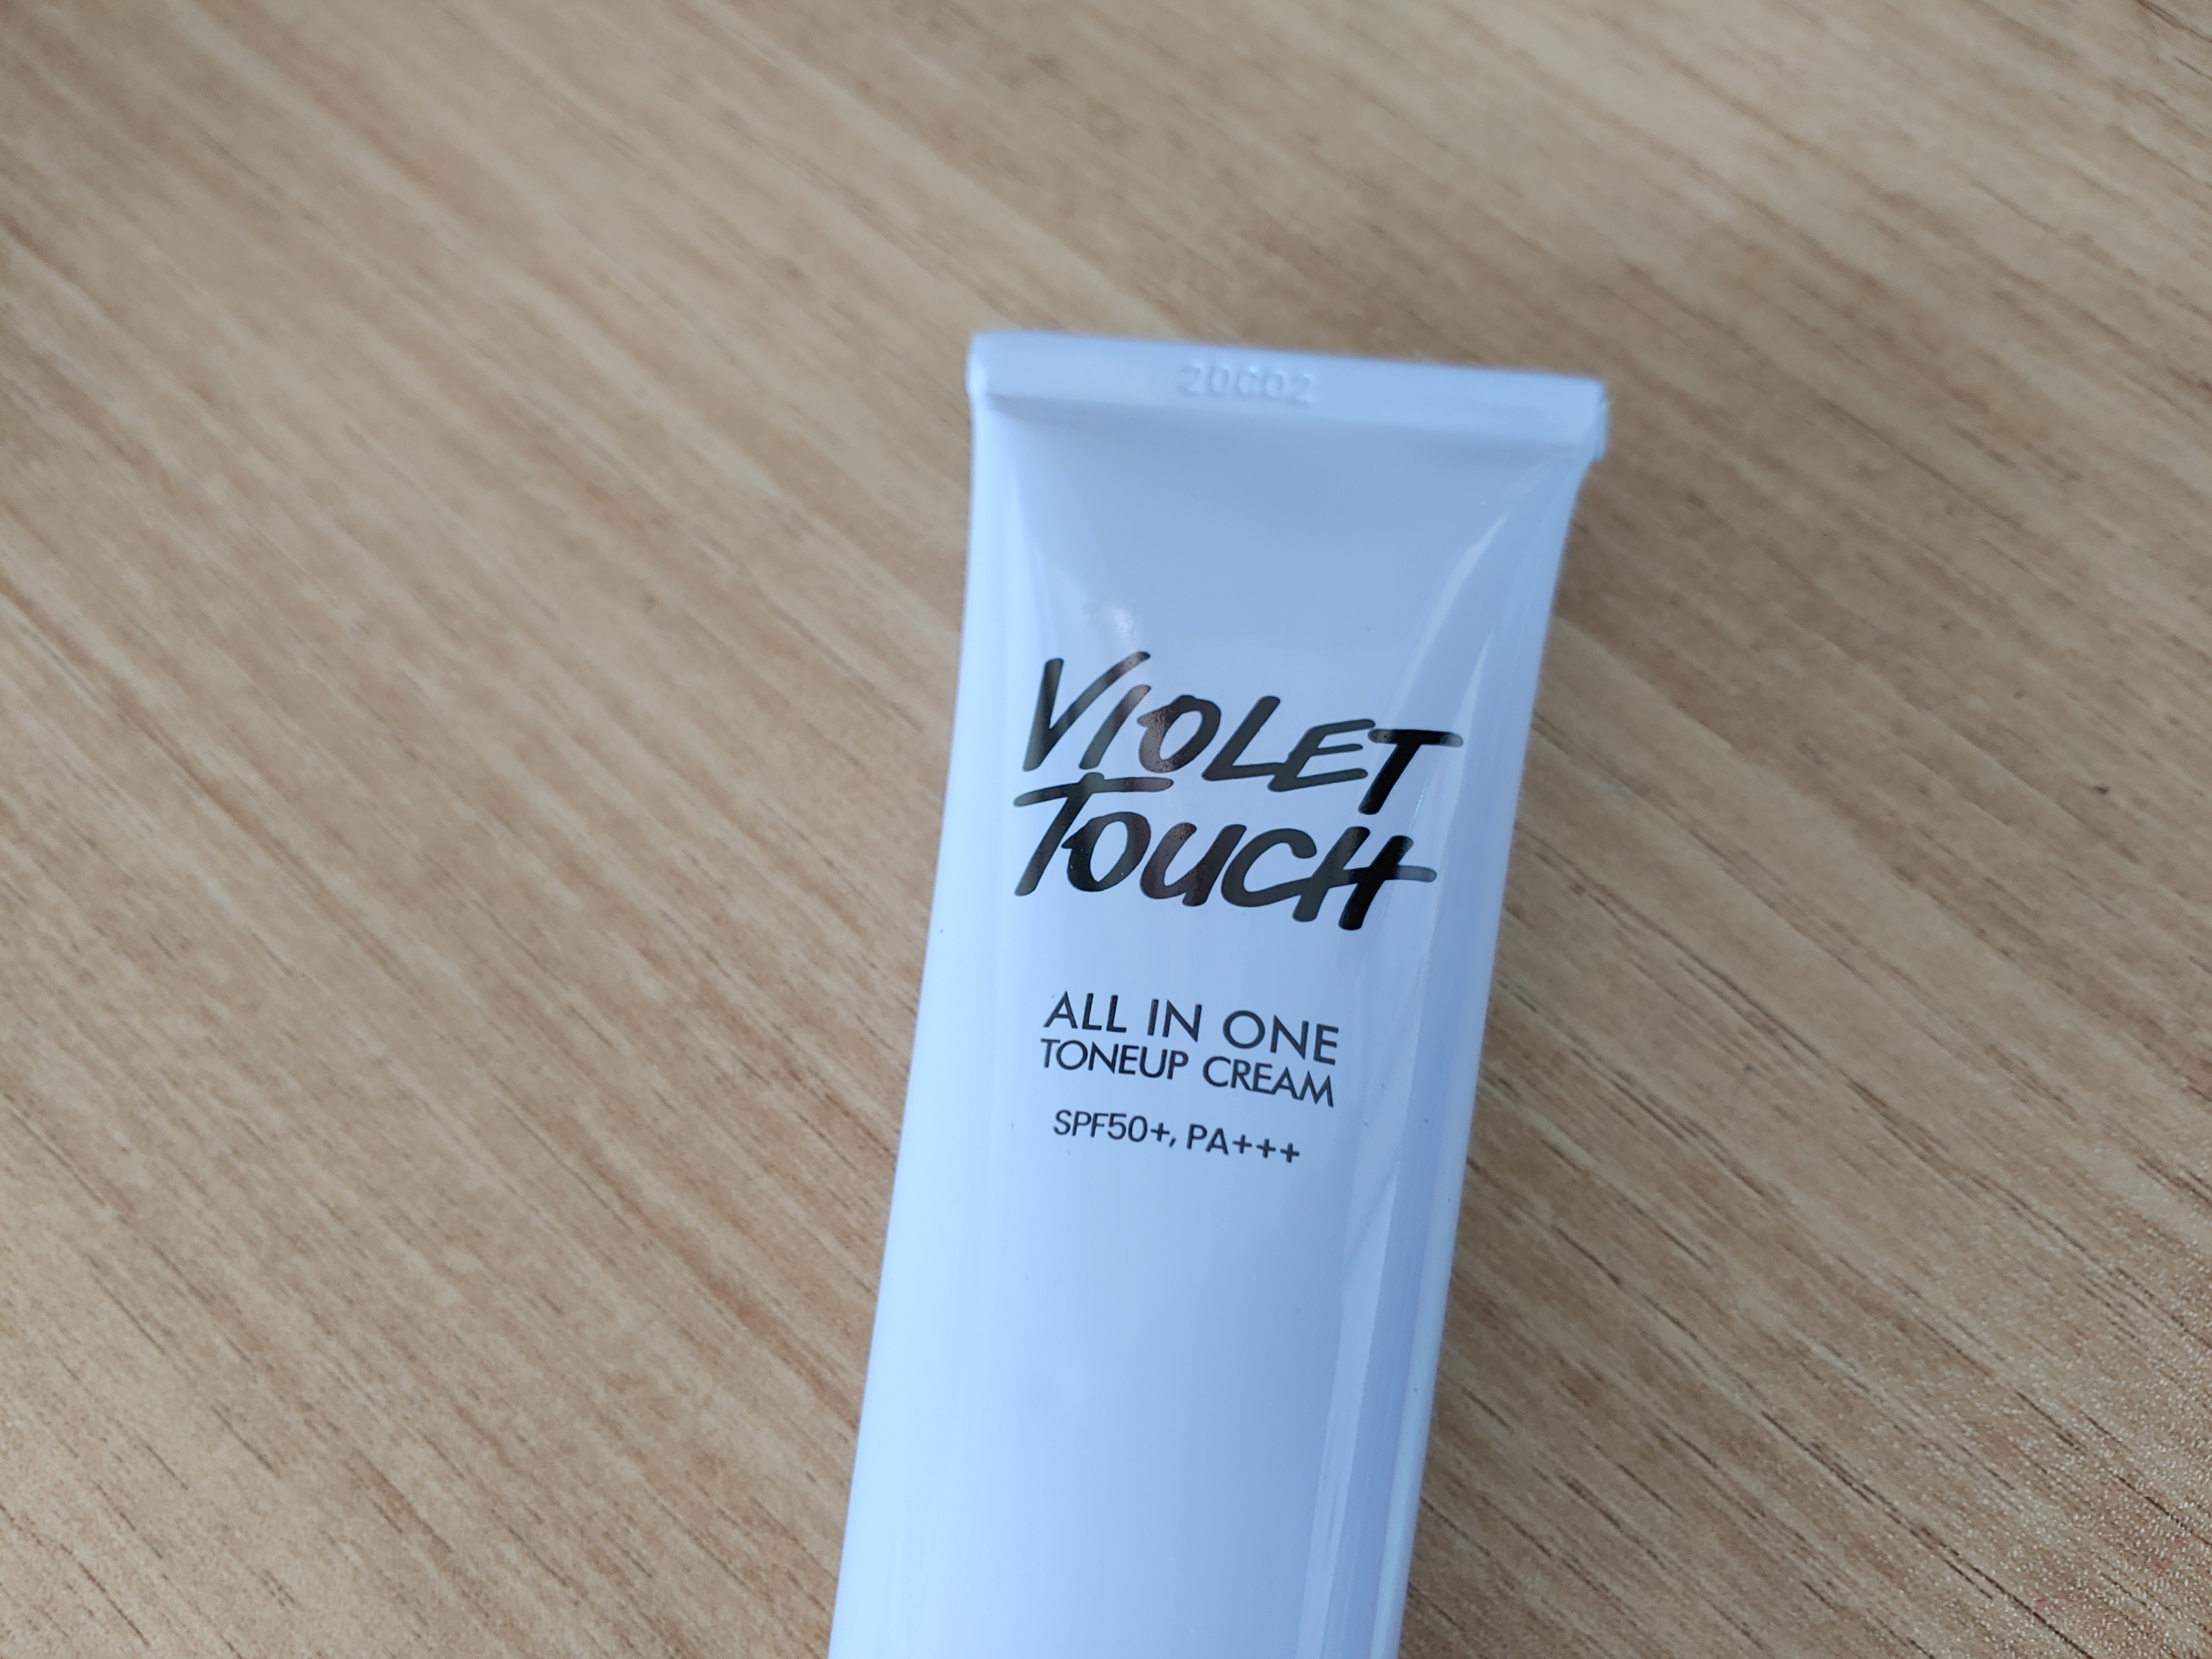 20C02
VIOLET
TOUCH
ALL IN ONE
TONEUP CREAM
SPF50+, PA+++